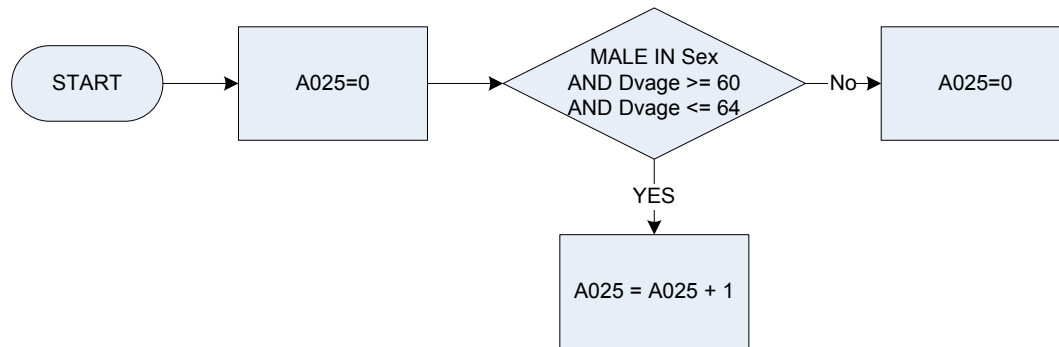 START
A025=0
MALE IN Sex
AND Dvage >= 60
AND Dvage <= 64
No
A025=0
YES
A025 = A025 + 1